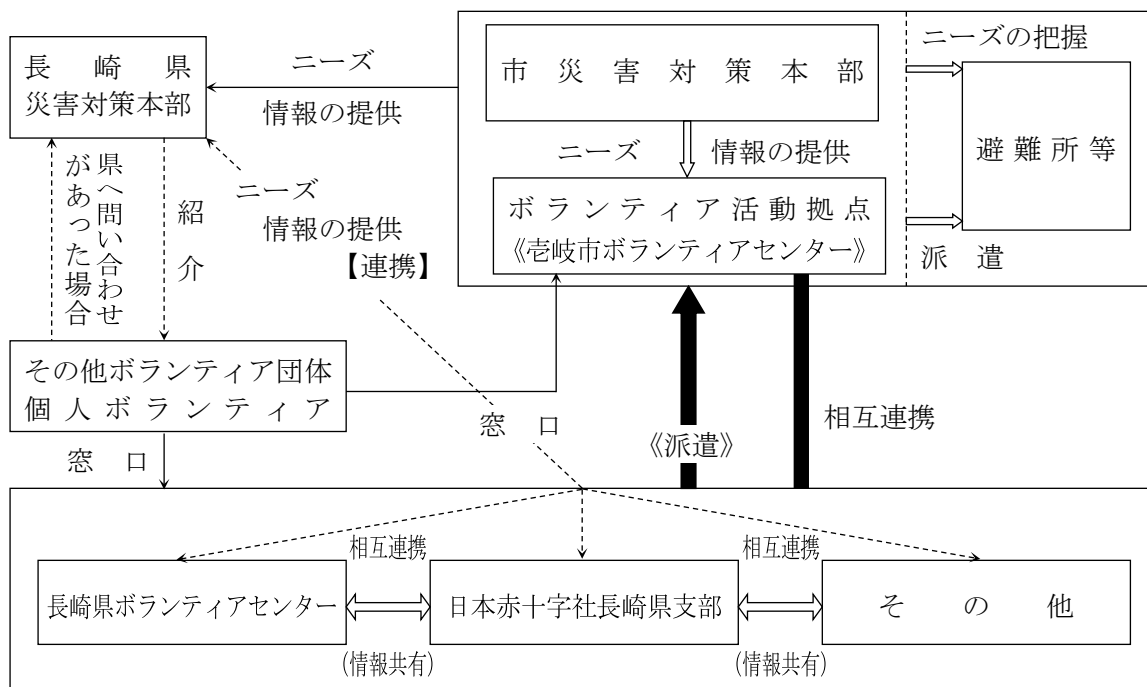 長崎県
災害対策本部
ニーズ
情報の提供
市災害対策本部
ニーズ 情報の提供
ボランティア活動拠点
《壱岐市ボランティアセンター》
ニーズの把握
避難所等
派遣
県へ問い合わせ
があった場合
紹介
ニーズ
情報の提供
【連携】
その他ボランティア団体
個人ボランティア
窓口
窓口
《派遣》
相互連携
相互連携
相互連携
長崎県ボランティアセンター
日本赤十字社長崎県支部
その他
(情報共有)
(情報共有)